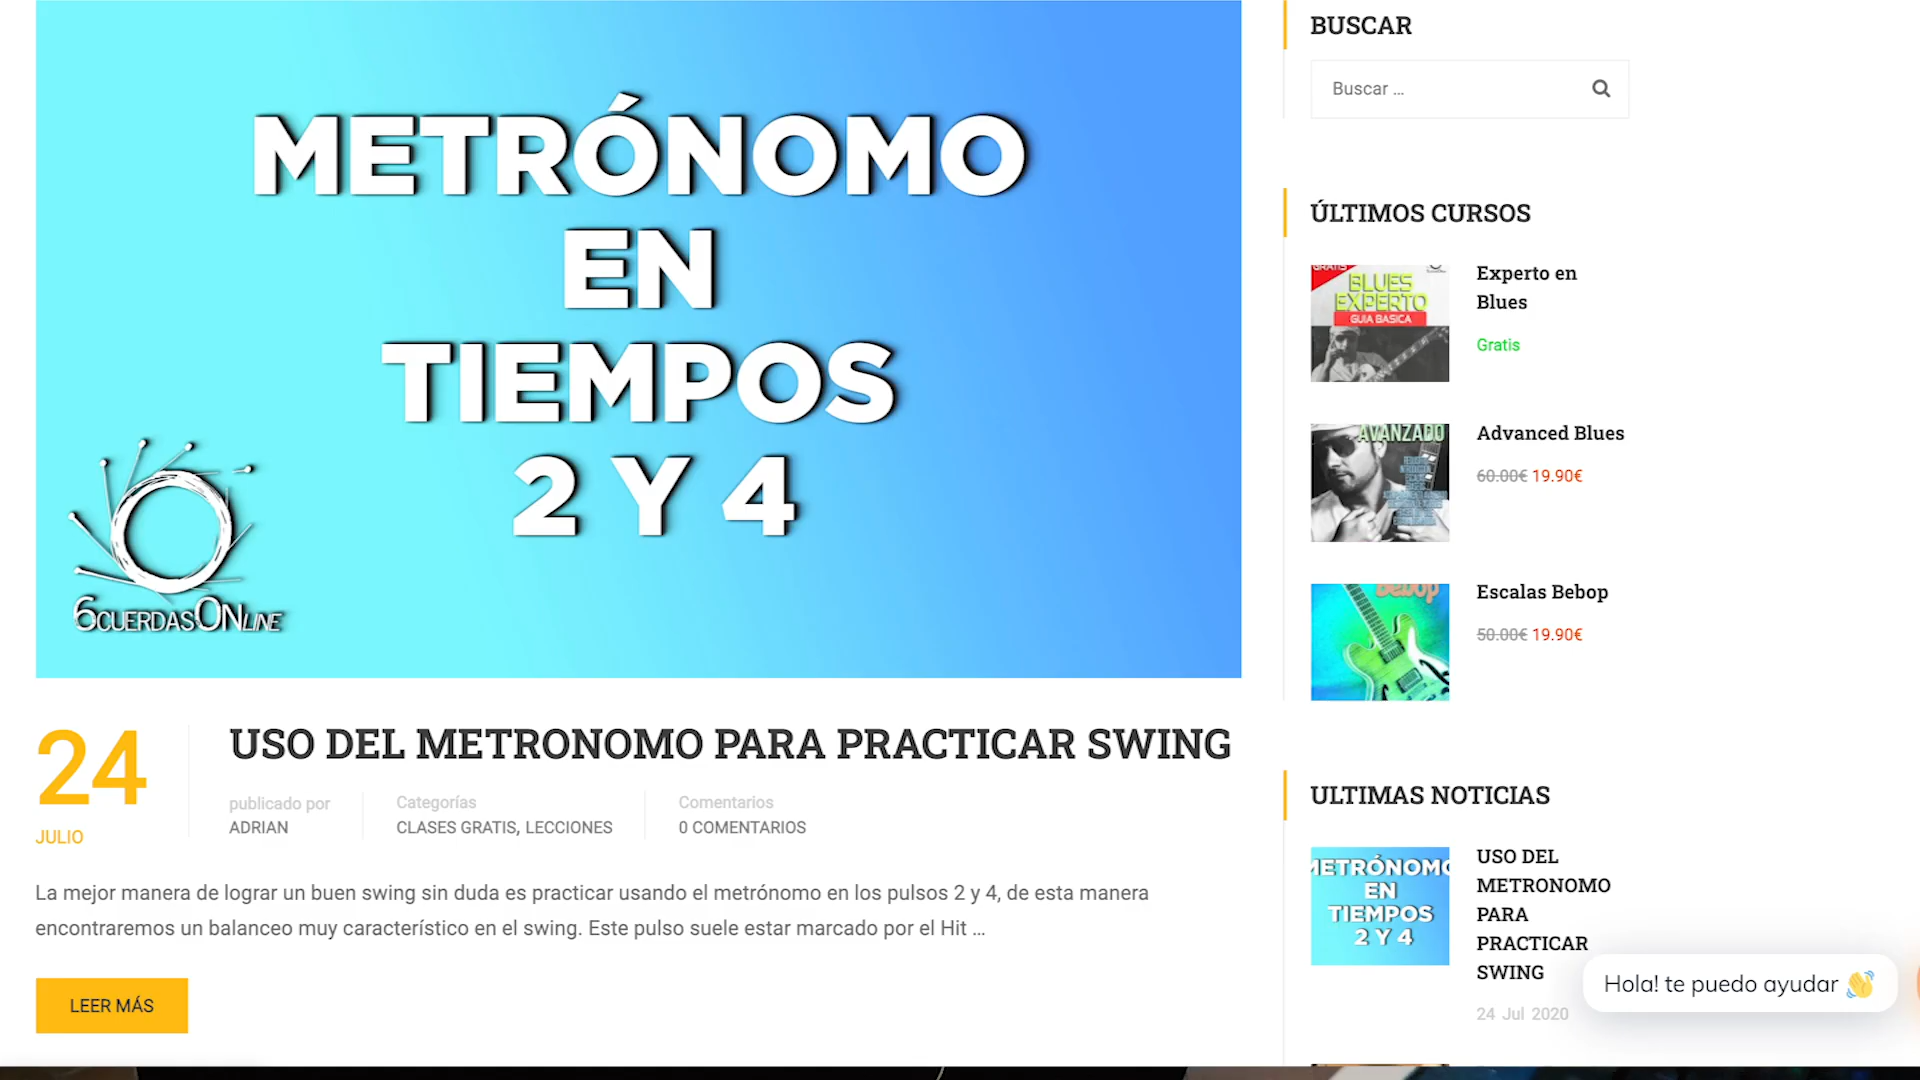 METRÓNOMO
EN
TIEMPOS
2 Y 4
6CUERDASONLINE
24
JULIO
USO DEL METRONOMO PARA PRACTICAR SWING
publicado por
ADRIAN
Categorías
CLASES GRATIS, LECCIONES
Comentarios
0 COMENTARIOS
La mejor manera de lograr un buen swing sin duda es practicar usando el metrónomo en los pulsos 2 y 4, de esta manera
encontraremos un balanceo muy característico en el swing. Este pulso suele estar marcado por el Hit ...
LEER MÁS
BUSCAR
Buscar ...
ÚLTIMOS CURSOS
GRATIS
BLUES
EXPERTO
GUIA BASICA
Experto en
Blues
Gratis
AVANZADO
Advanced Blues
60.00€ 19.90€
Bebop
Escalas Bebop
50.00€ 19.90€
ULTIMAS NOTICIAS
METRÓNOMO
EN
TIEMPOS
2 Y 4
USO DEL
METRONOMO
PARA
PRACTICAR
SWING
24 Jul 2020
Hola! te puedo ayudar 👋